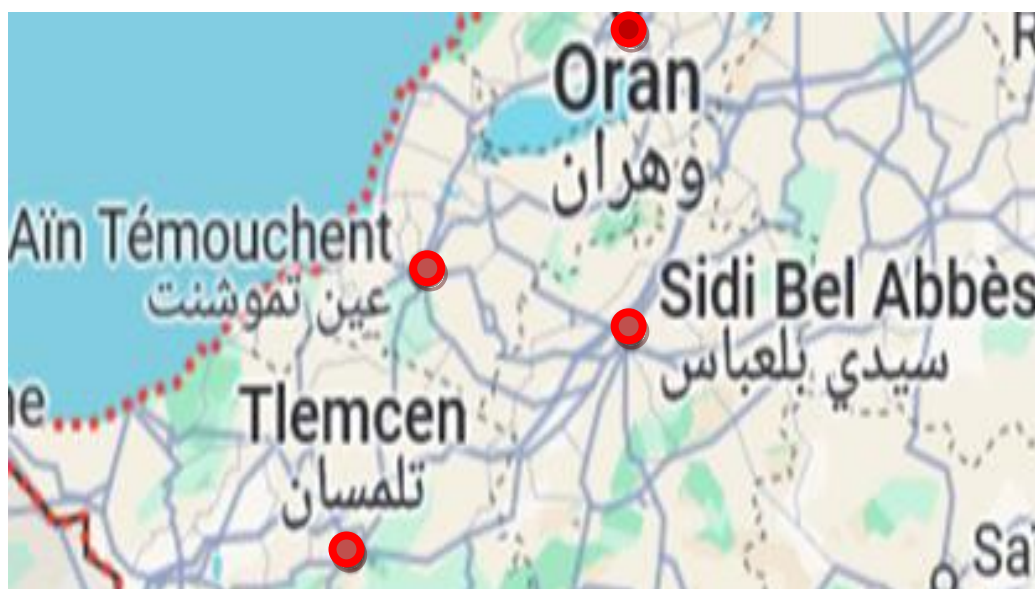 Oran
وهران
Aïn Témouchent
عين تموشنت
Sidi Bel Abbès
سيدي بلعباس
Tlemcen
تلمسان